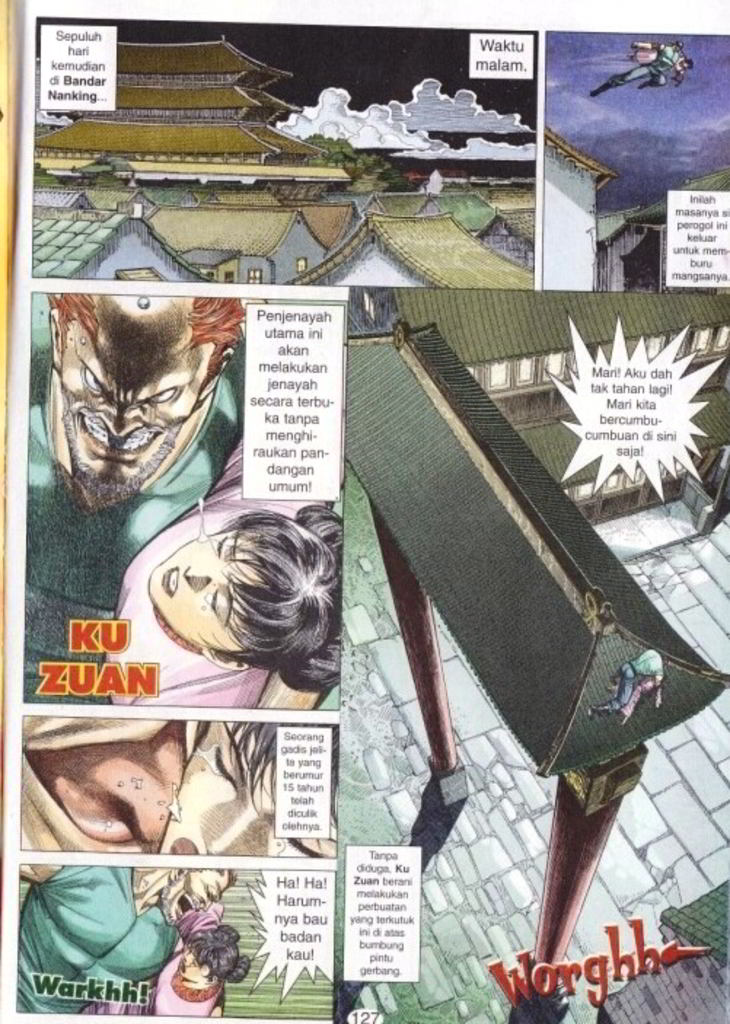 Sepuluh
hari
kemudian
di Bandar
Nanking...
Waktu
malam.
Inilah
masanya si
perogol ini
keluar
untuk mem-
buru
mangsanya.
Penjenayah
utama ini
akan
melakukan
jenayah
secara terbu-
ka tanpa
menghi-
raukan pan-
dangan
umum!
KU
ZUAN
Mari! Aku dah
tak tahan lagi!
Mari kita
bercumbu-
cumbuan di sini
saja!
Seorang
gadis jeli-
ta yang
berumur
15 tahun
telah
diculik
olehnya.
Ha! Ha!
Harum-
nya bau
badan
kau!
Warkhh!
Tanpa
diduga, Ku
Zuan berani
melakukan
perbuatan
yang terkutuk
ini di atas
bumbung
pintu
gerbang.
Worghh
127